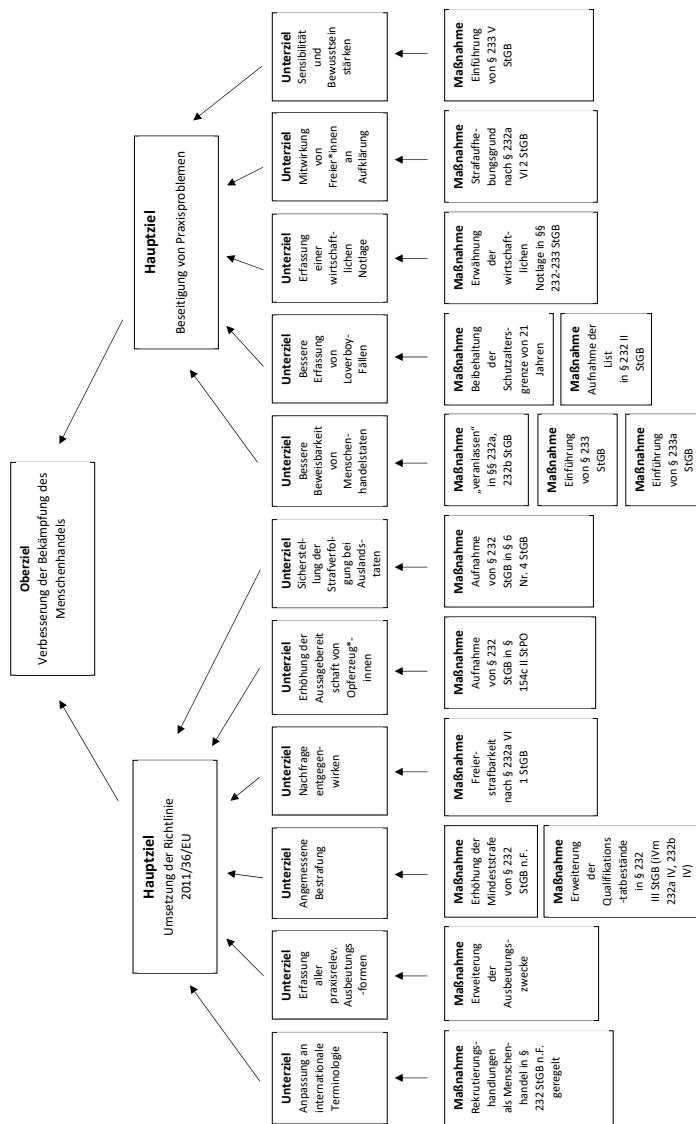 Oberziel
Verbesserung der Bekämpfung des
Menschenhandels
Hauptziel
Umsetzung der Richtlinie
2011/36/EU
Hauptziel
Beseitigung von Praxisproblemen
Unterziel
Anpassung an
internationale
Terminologie
Unterziel
Erfassung
aller
praxisrelev.
Ausbeutungs
-formen
Unterziel
Angemessene
Bestrafung
Unterziel
Nachfrage
entgegen-
wirken
Unterziel
Erhöhung der
Aussagebereit
schaft von
Opferzeug*-
innen
Unterziel
Sicherstel-
lung der
Strafverfol-
gung bei
Auslands-
taten
Unterziel
Bessere
Beweisbarkeit
von
Menschen-
handelstaten
Unterziel
Bessere
Erfassung
von
Loverboy-
Fällen
Unterziel
Erfassung
einer
wirtschaft-
lichen
Notlage
Unterziel
Mitwirkung
von
Freier*innen
an
Aufklärung
Unterziel
Sensibilität
und
Bewusstsein
stärken
Maßnahme
Rekrutierungs-
handlungen
als Menschen-
handel in §
232 StGB n.F.
geregelt
Maßnahme
Erweiterung
der
Ausbeutungs-
zwecke
Maßnahme
Erhöhung der
Mindeststrafe
von § 232
StGB n.F.
Maßnahme
Erweiterung
der
Qualifikations
-tatbestände
in § 232
III StGB (iVm
232a IV, 232b
IV)
Maßnahme
Freier-
strafbarkeit
nach § 232a VI
1 StGB
Maßnahme
Aufnahme
von § 232
StGB in §
154c II StPO
Maßnahme
Aufnahme
von § 232
StGB in § 6
Nr. 4 StGB
Maßnahme
„veranlassen“
in §§ 232a,
232b StGB
Maßnahme
Einführung
von § 233
StGB
Maßnahme
Einführung
von § 233a
StGB
Maßnahme
Beibehaltung
der
Schutzalters-
grenze von 21
Jahren
Maßnahme
Aufnahme der
List
in § 232 II
StGB
Maßnahme
Erwähnung
der
wirtschaft-
lichen
Notlage in §§
232-233 StGB
Maßnahme
Strafaufhe-
bungsgrund
nach § 232a
VI 2 StGB
Maßnahme
Einführung
von § 233 V
StGB